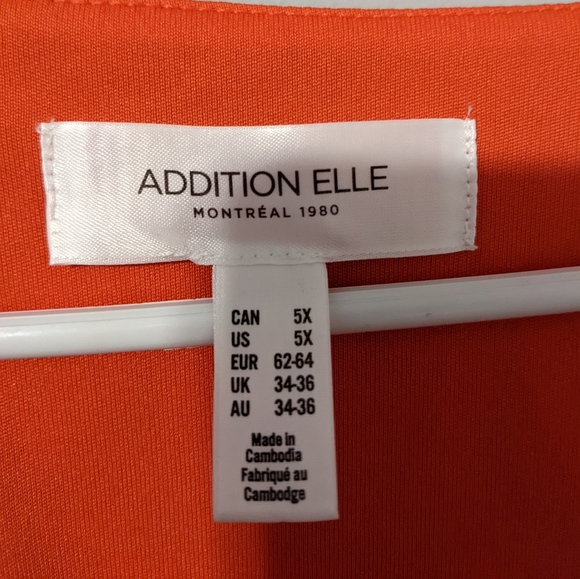 ADDITION ELLE
MONTRÉAL 1980
CAN 5X
US 5X
EUR 62-64
UK 34-36
AU 34-36
Made in
Cambodia
Fabriqué au
Cambodge